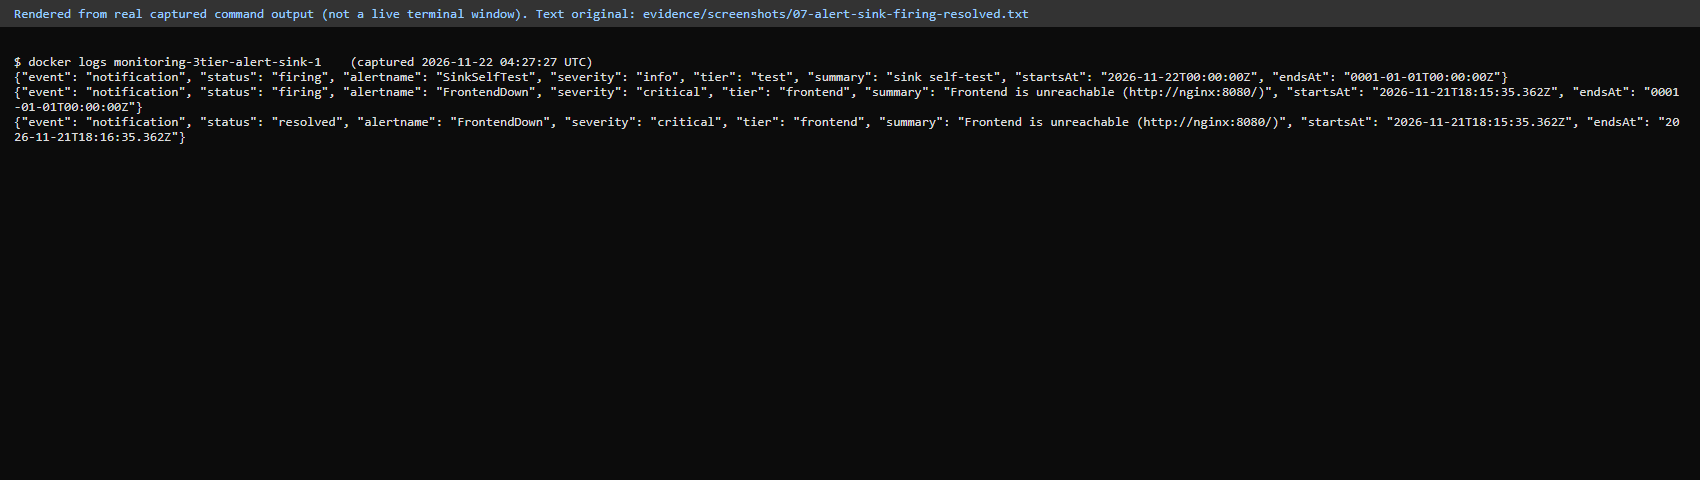 Rendered from real captured command output (not a live terminal window). Text original: evidence/screenshots/07-alert-sink-firing-resolved.txt
$ docker logs monitoring-3tier-alert-sink-1    (captured 2026-11-22 04:27:27 UTC)
{"event": "notification", "status": "firing", "alertname": "SinkSelfTest", "severity": "info", "tier": "test", "summary": "sink self-test", "startsAt": "2026-11-22T00:00:00Z", "endsAt": "0001-01-01T00:00:00Z"}
{"event": "notification", "status": "firing", "alertname": "FrontendDown", "severity": "critical", "tier": "frontend", "summary": "Frontend is unreachable (http://nginx:8080/)", "startsAt": "2026-11-21T18:15:35.362Z", "endsAt": "0001
-01-01T00:00:00Z"}
{"event": "notification", "status": "resolved", "alertname": "FrontendDown", "severity": "critical", "tier": "frontend", "summary": "Frontend is unreachable (http://nginx:8080/)", "startsAt": "2026-11-21T18:15:35.362Z", "endsAt": "20
26-11-21T18:16:35.362Z"}